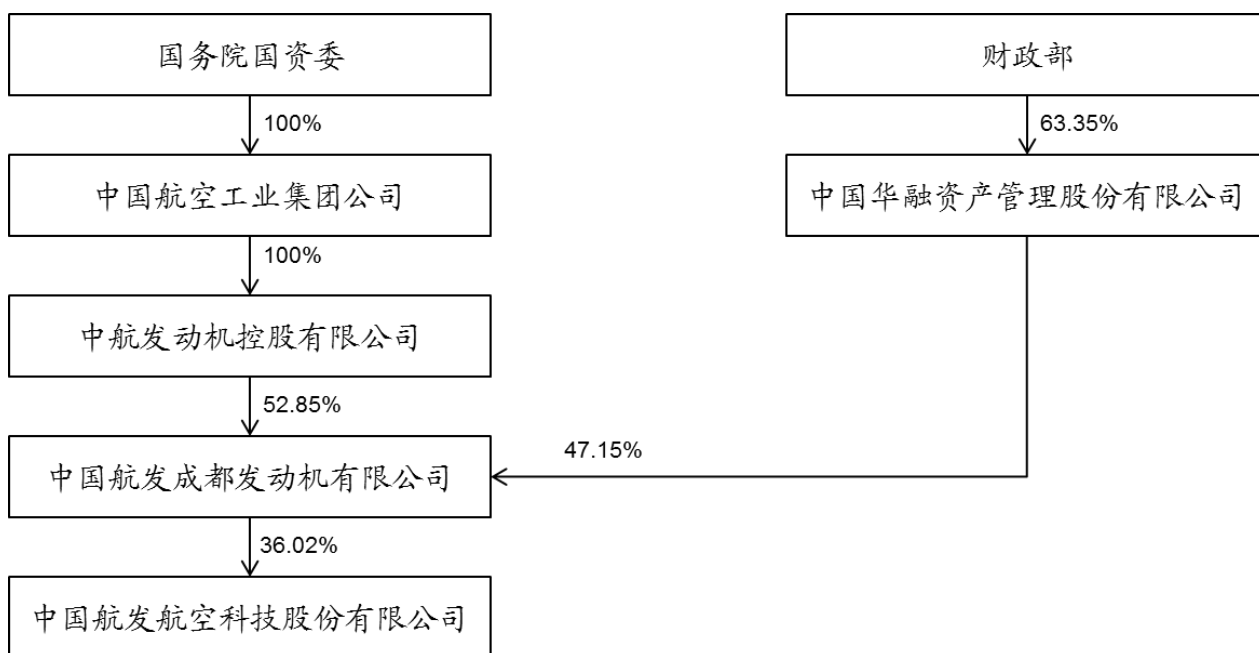 国务院国资委
财政部
100%
63.35%
中国航空工业集团公司
中国华融资产管理股份有限公司
100%
中航发动机控股有限公司
52.85%
47.15%
中国航发成都发动机有限公司
36.02%
中国航发航空科技股份有限公司